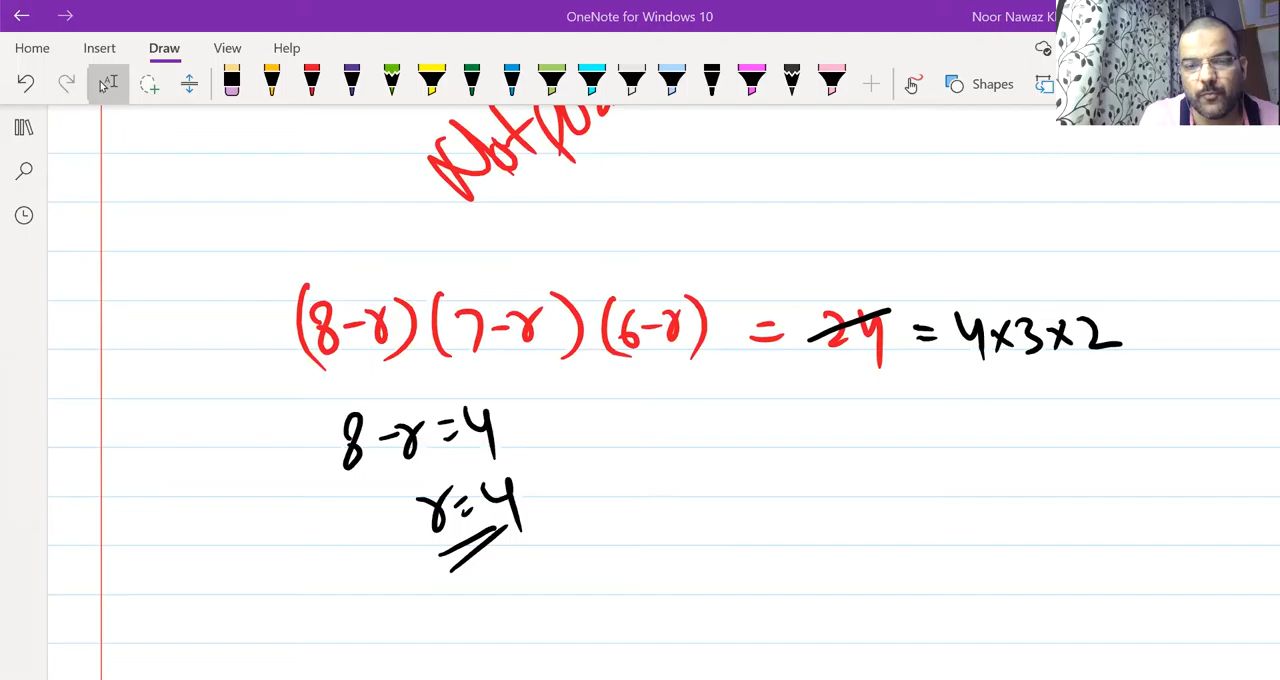 OneNote for Windows 10
Noor Nawaz
Home Insert Draw View Help
Shapes
Not
(8-r)(7-r)(6-r) = 24 = 4×3×2
8-r=4
r=4